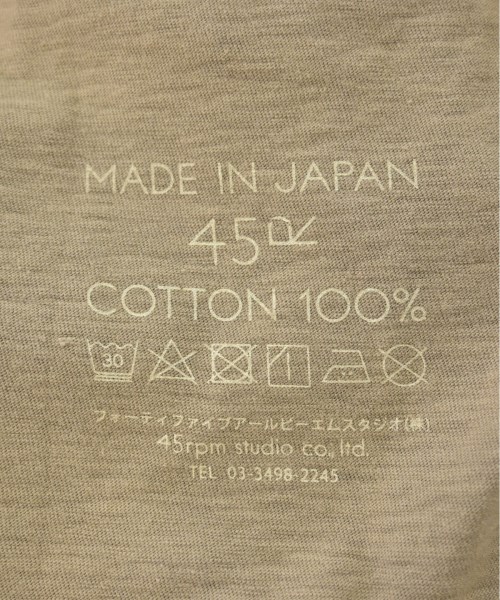 MADE IN JAPAN
45R
COTTON 100%
30
フォーティファイブアールピーエムスタジオ(株)
45rpm studio co.,ltd.
TEL 03-3498-2245